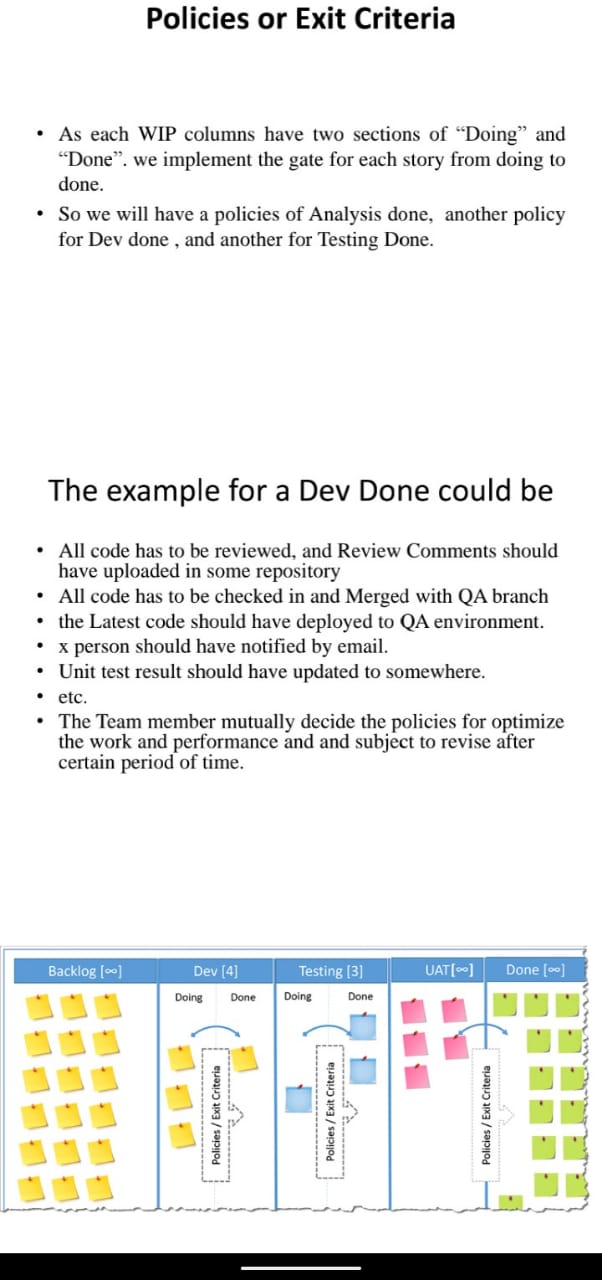 Policies or Exit Criteria
• As each WIP columns have two sections of “Doing” and
“Done”. we implement the gate for each story from doing to
done.
• So we will have a policies of Analysis done, another policy
for Dev done , and another for Testing Done.
The example for a Dev Done could be
• All code has to be reviewed, and Review Comments should
have uploaded in some repository
• All code has to be checked in and Merged with QA branch
• the Latest code should have deployed to QA environment.
• x person should have notified by email.
• Unit test result should have updated to somewhere.
• etc.
• The Team member mutually decide the policies for optimize
the work and performance and and subject to revise after
certain period of time.
Backlog [∞] Dev [4] Testing [3] UAT[∞] Done [∞]
Doing Done Doing Done
Policies / Exit Criteria
Policies / Exit Criteria
Policies / Exit Criteria